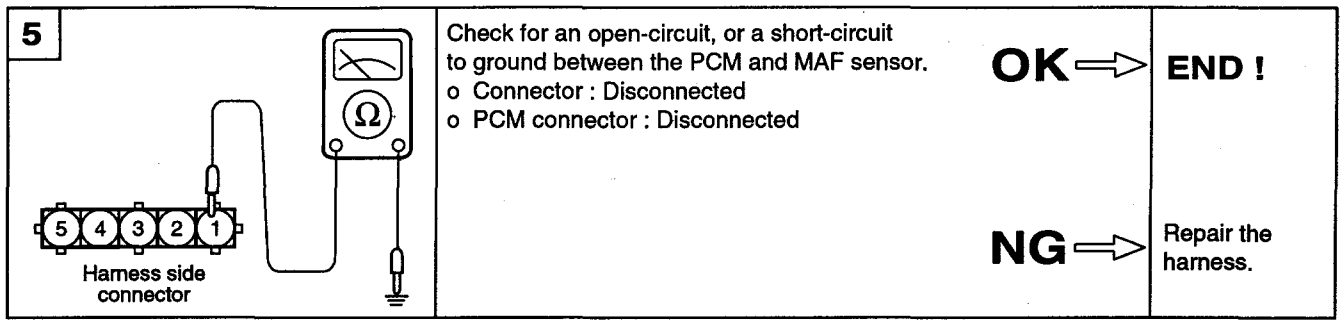 5
Ω
5 4 3 2 1
Harness side
connector
Check for an open-circuit, or a short-circuit
to ground between the PCM and MAF sensor.
o Connector : Disconnected
o PCM connector : Disconnected
OK
END !
NG
Repair the
harness.